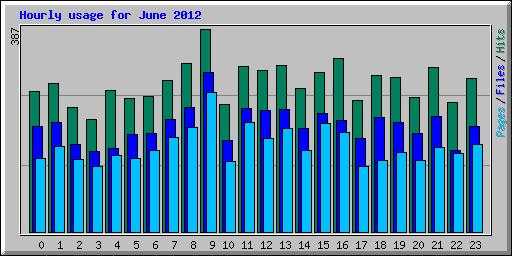 Hourly usage for June 2012
387
Pages / Files / Hits
0 1 2 3 4 5 6 7 8 9 10 11 12 13 14 15 16 17 18 19 20 21 22 23